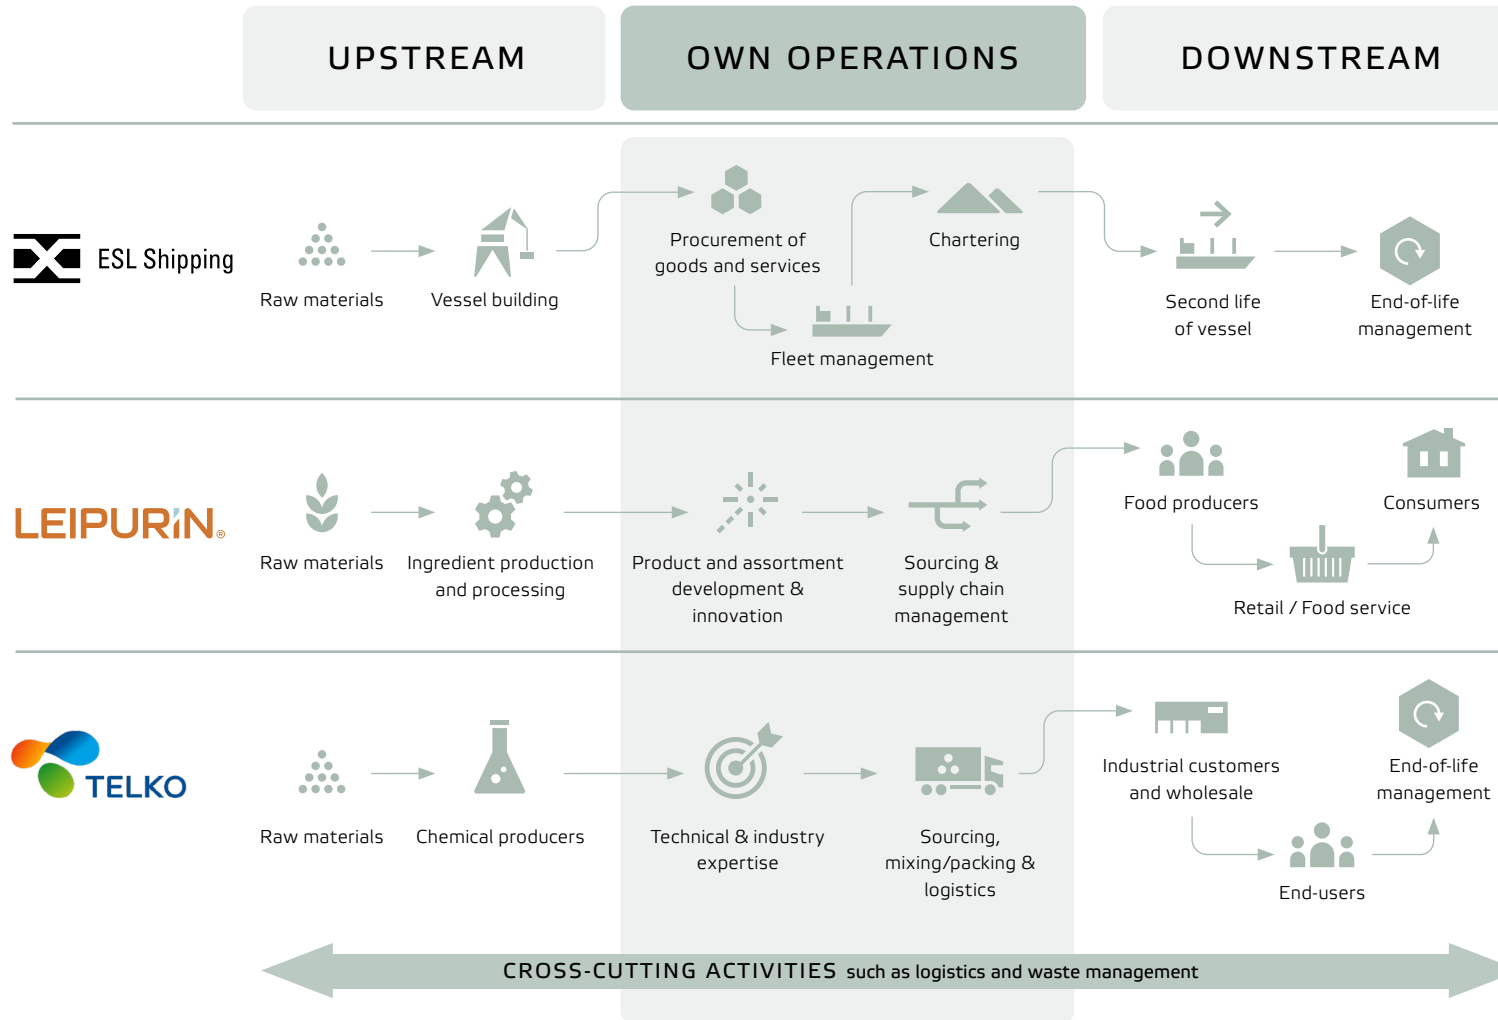 UPSTREAM
OWN OPERATIONS
DOWNSTREAM
ESL Shipping
Raw materials
Vessel building
Procurement of
goods and services
Fleet management
Chartering
Second life
of vessel
End-of-life
management
LEIPURiN®
Raw materials
Ingredient production
and processing
Product and assortment
development &
innovation
Sourcing &
supply chain
management
Food producers
Retail / Food service
Consumers
TELKO
Raw materials
Chemical producers
Technical & industry
expertise
Sourcing,
mixing/packing &
logistics
Industrial customers
and wholesale
End-users
End-of-life
management
CROSS-CUTTING ACTIVITIES such as logistics and waste management